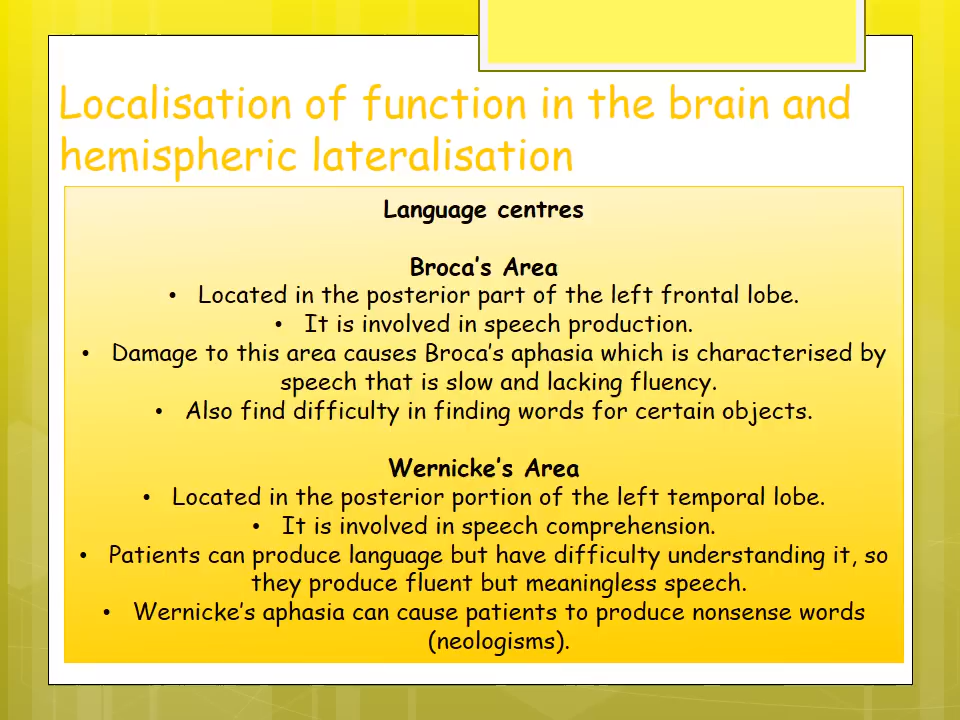 Localisation of function in the brain and
hemispheric lateralisation
Language centres
Broca's Area
• Located in the posterior part of the left frontal lobe.
• It is involved in speech production.
• Damage to this area causes Broca's aphasia which is characterised by
speech that is slow and lacking fluency.
• Also find difficulty in finding words for certain objects.
Wernicke's Area
• Located in the posterior portion of the left temporal lobe.
• It is involved in speech comprehension.
• Patients can produce language but have difficulty understanding it, so
they produce fluent but meaningless speech.
• Wernicke's aphasia can cause patients to produce nonsense words
(neologisms).